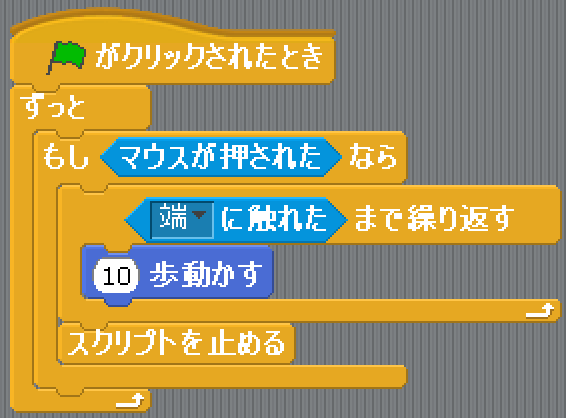 がクリックされたとき
ずっと
もし マウスが押された なら
端 に触れた まで繰り返す
10 歩動かす
スクリプトを止める